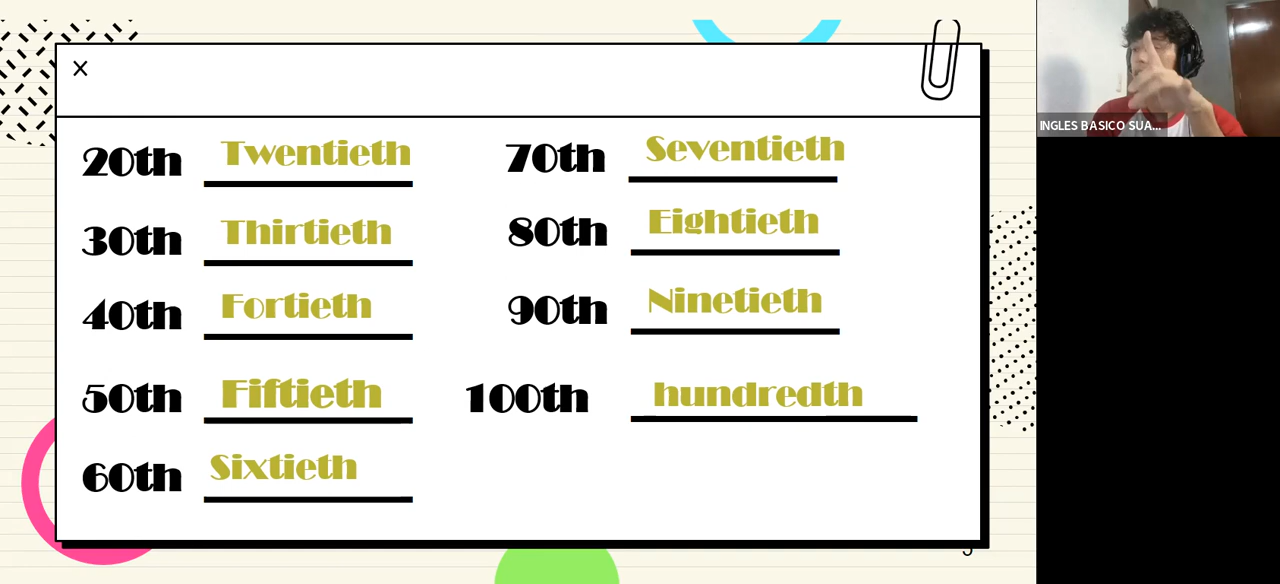 20th Twentieth
30th Thirtieth
40th Fortieth
50th Fiftieth
60th Sixtieth
70th Seventieth
80th Eightieth
90th Ninetieth
100th hundredth
INGLES BASICO SUA...